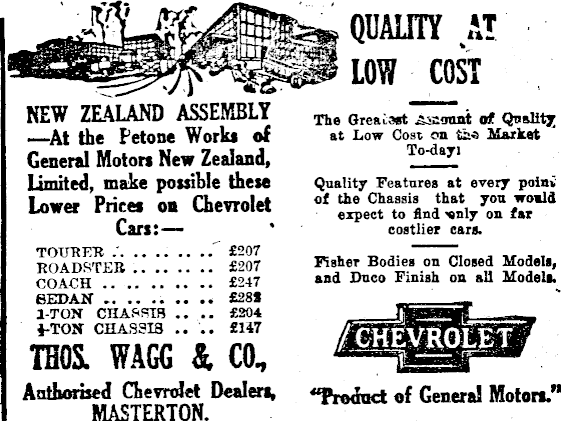 NEW ZEALAND ASSEMBLY
—At the Petone Works of
General Motors New Zealand,
Limited, make possible these
Lower Prices on Chevrolet
Cars:—
TOURER .. .. .. .. .. £207
ROADSTER .. .. .. .. £207
COACH .. .. .. .. .. £247
SEDAN .. .. .. .. .. £282
1-TON CHASSIS .. .. £204
½-TON CHASSIS .. .. £147
THOS. WAGG & CO.,
Authorised Chevrolet Dealers,
MASTERTON.
QUALITY AT
LOW COST
The Greatest Amount of Quality
at Low Cost on the Market
To-day!
Quality Features at every point
of the Chassis that you would
expect to find only on far
costlier cars.
Fisher Bodies on Closed Models,
and Duco Finish on all Models.
CHEVROLET
"Product of General Motors."